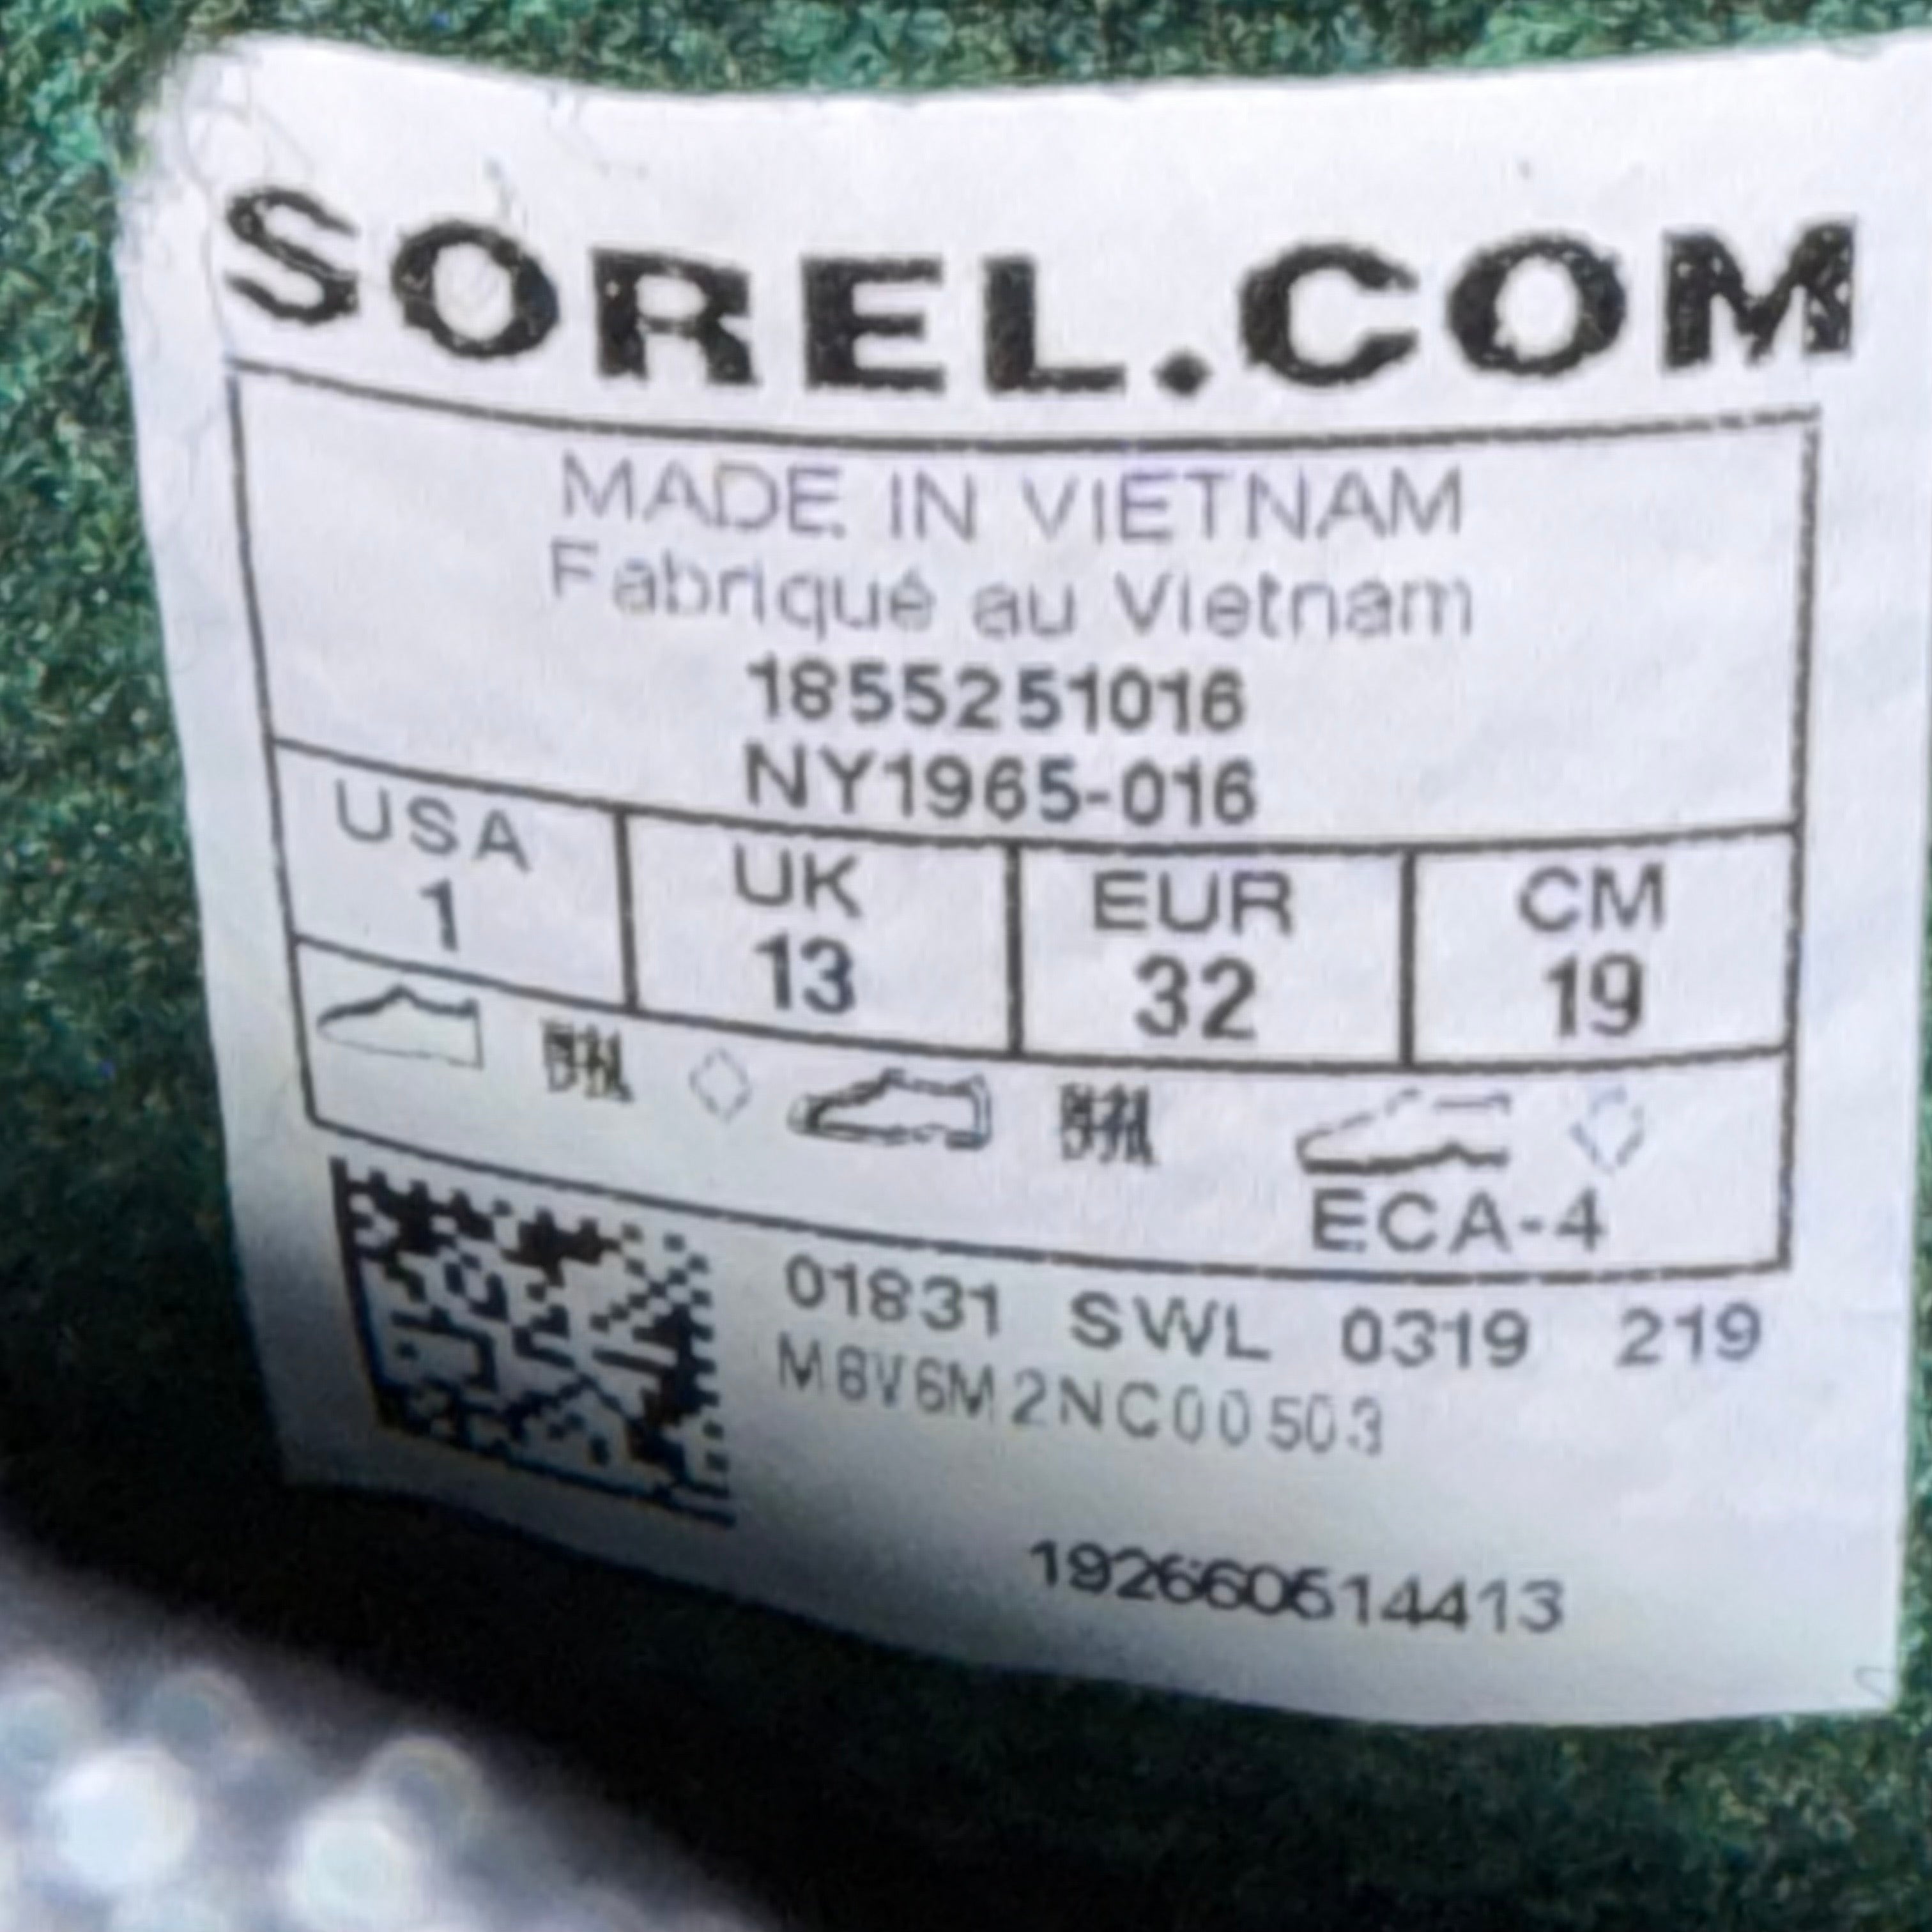 SOREL.COM
MADE IN VIETNAM
Fabriqué au Vietnam
1855251016
NY1965-016
USA UK EUR CM
1 13 32 19
ECA-4
01831 SWL 0319 219
M8V6M2NC00503
192660614413